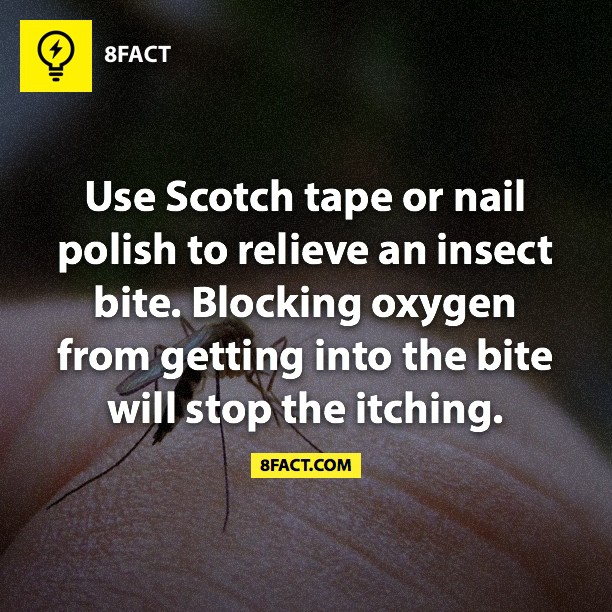 8FACT
Use Scotch tape or nail
polish to relieve an insect
bite. Blocking oxygen
from getting into the bite
will stop the itching.
8FACT.COM